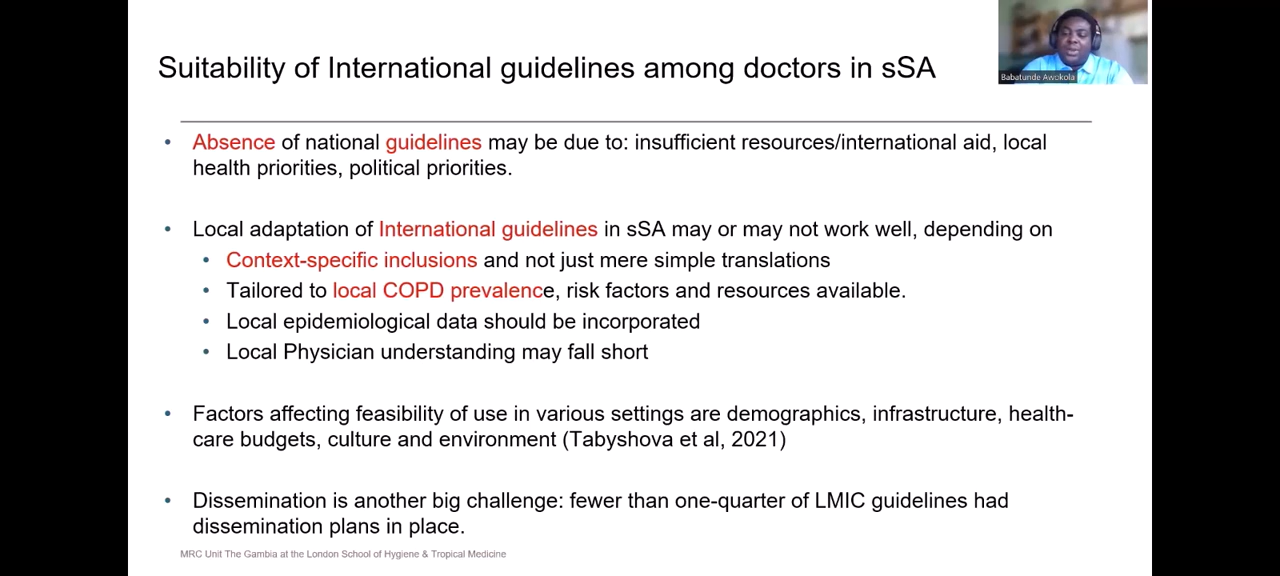 Suitability of International guidelines among doctors in sSA
Babatunde Awokola
• Absence of national guidelines may be due to: insufficient resources/international aid, local
health priorities, political priorities.
• Local adaptation of International guidelines in sSA may or may not work well, depending on
• Context-specific inclusions and not just mere simple translations
• Tailored to local COPD prevalence, risk factors and resources available.
• Local epidemiological data should be incorporated
• Local Physician understanding may fall short
• Factors affecting feasibility of use in various settings are demographics, infrastructure, health-
care budgets, culture and environment (Tabyshova et al, 2021)
• Dissemination is another big challenge: fewer than one-quarter of LMIC guidelines had
dissemination plans in place.
MRC Unit The Gambia at the London School of Hygiene & Tropical Medicine